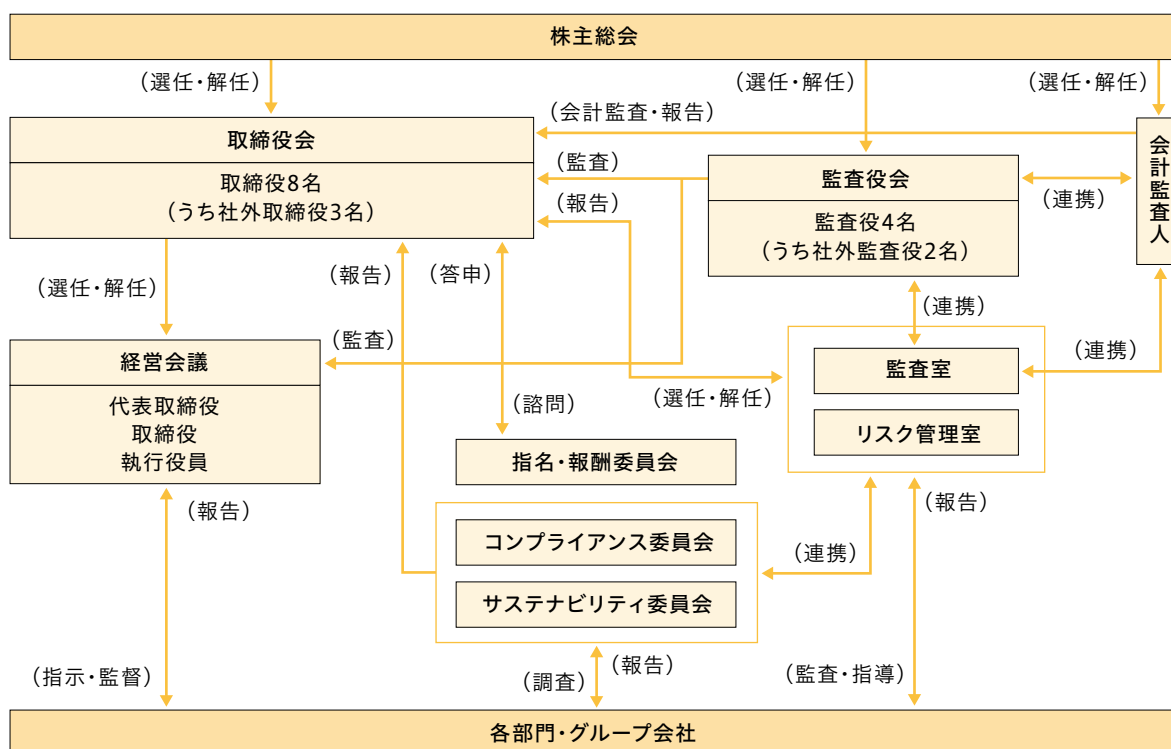 株主総会
（選任・解任）
（選任・解任）
（選任・解任）
（会計監査・報告）
取締役会
取締役8名
（うち社外取締役3名）
（監査）
（報告）
監査役会
監査役4名
（うち社外監査役2名）
（連携）
会計監査人
（選任・解任）
（報告）
（答申）
（連携）
（監査）
（連携）
経営会議
代表取締役
取締役
執行役員
（諮問）
（選任・解任）
監査室
リスク管理室
指名・報酬委員会
（報告）
（報告）
コンプライアンス委員会
（連携）
サステナビリティ委員会
（指示・監督）
（調査）
（報告）
（監査・指導）
各部門・グループ会社